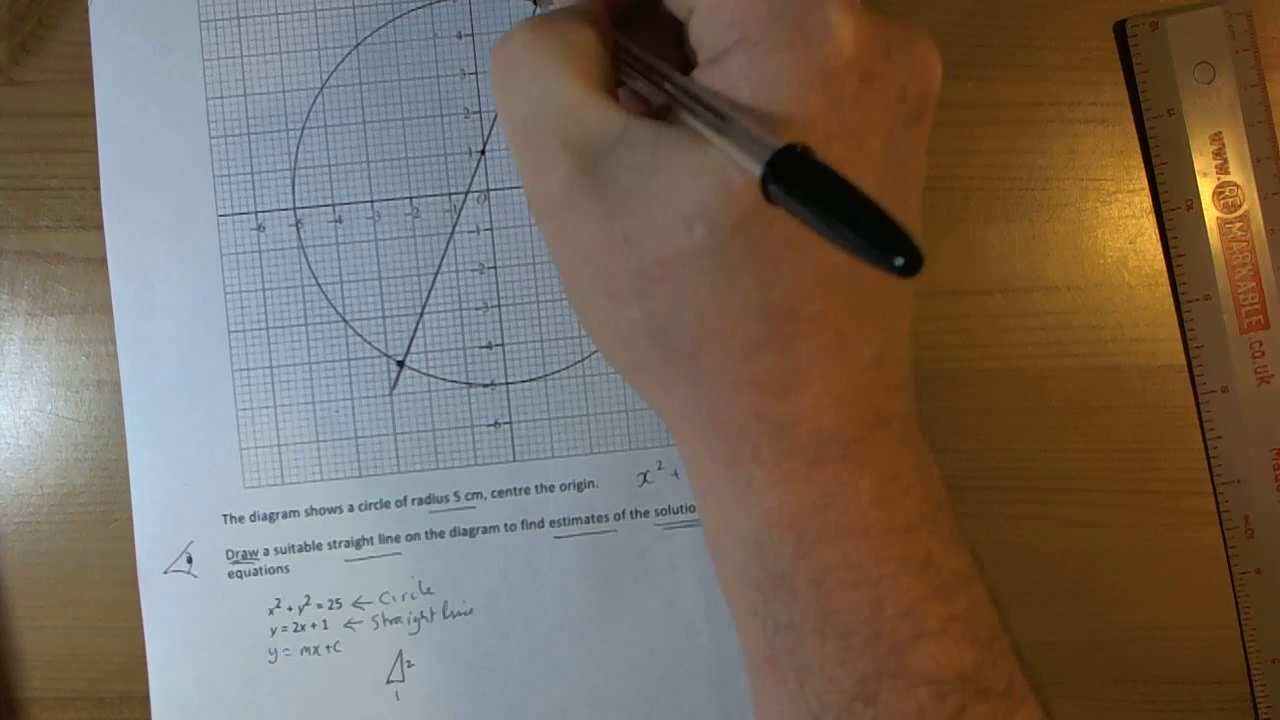 4
3
2
1
-6 -5 -4 -3 -2 -1 O
-1
-2
-3
-4
-5
-6
The diagram shows a circle of radius 5 cm, centre the origin. x² +
Draw a suitable straight line on the diagram to find estimates of the solutio
equations
x² + y² = 25 ← Circle
y = 2x + 1 ← Straight line
y = mx + c
2
1
www.REMARKABLE.co.uk